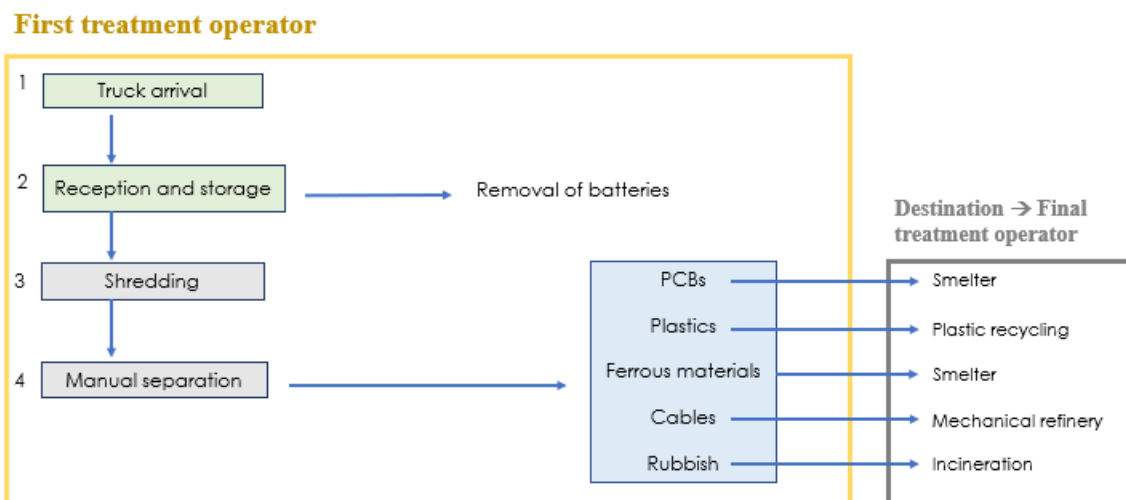 First treatment operator
1
Truck arrival
2
Reception and storage
Removal of batteries
Destination → Final
treatment operator
3
Shredding
PCBs
Smelter
Plastics
Plastic recycling
4
Manual separation
Ferrous materials
Smelter
Cables
Mechanical refinery
Rubbish
Incineration